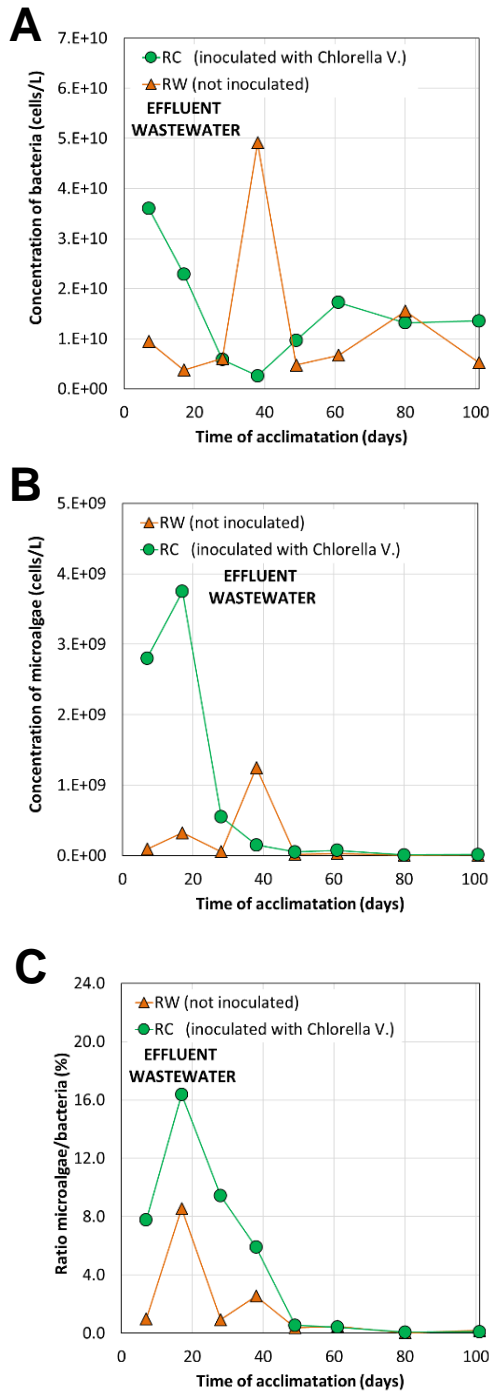 A
7.E+10
6.E+10
5.E+10
4.E+10
3.E+10
2.E+10
1.E+10
0.E+00
Concentration of bacteria (cells/L)
RC (inoculated with Chlorella V.)
RW (not inoculated)
EFFLUENT
WASTEWATER
0 20 40 60 80 100
Time of acclimatation (days)
B
5.E+09
4.E+09
3.E+09
2.E+09
1.E+09
0.E+00
Concentration of microalgae (cells/L)
RW (not inoculated)
RC (inoculated with Chlorella V.)
EFFLUENT
WASTEWATER
0 20 40 60 80 100
Time of acclimatation (days)
C
24.0
20.0
16.0
12.0
8.0
4.0
0.0
Ratio microalgae/bacteria (%)
RW (not inoculated)
RC (inoculated with Chlorella V.)
EFFLUENT
WASTEWATER
0 20 40 60 80 100
Time of acclimatation (days)